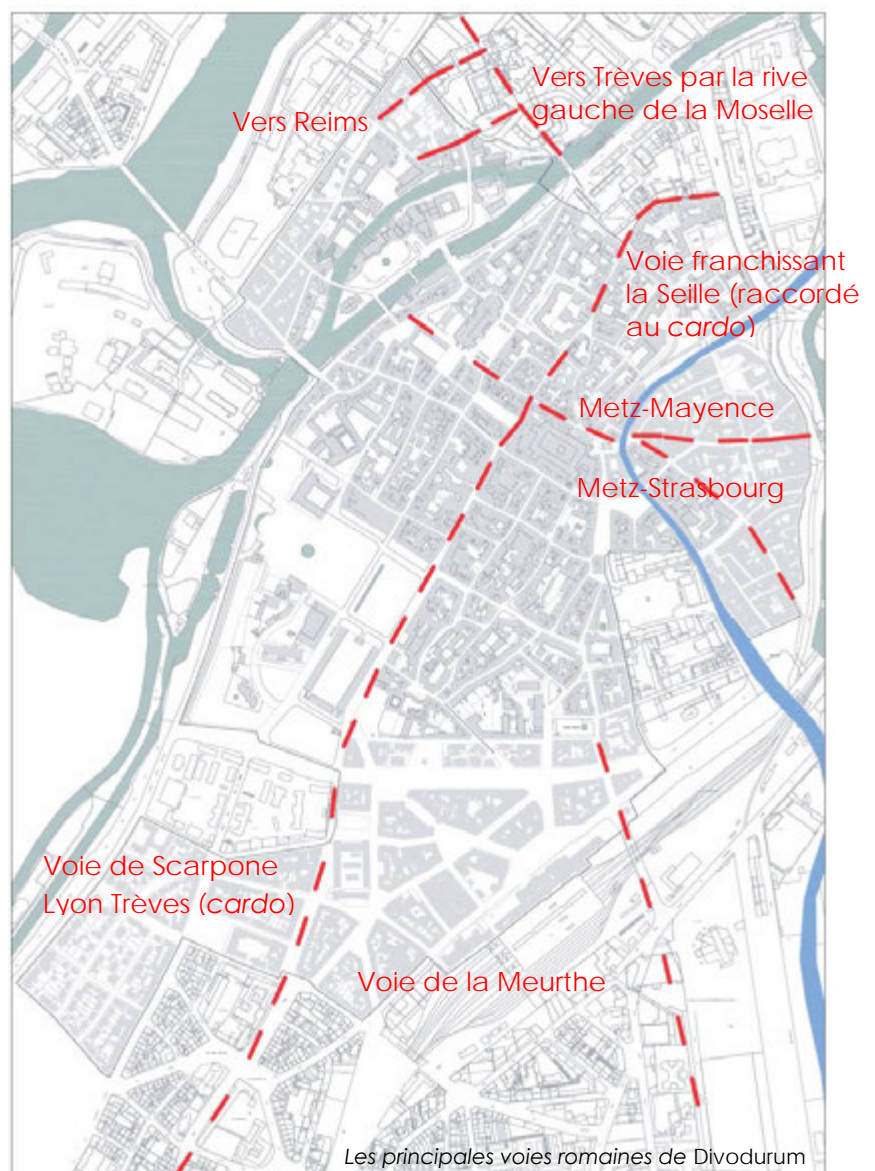 Vers Trèves par la rive
gauche de la Moselle
Vers Reims
Voie franchissant
la Seille (raccordé
au cardo)
Metz-Mayence
Metz-Strasbourg
Voie de Scarpone
Lyon Trèves (cardo)
Voie de la Meurthe
Les principales voies romaines de Divodurum